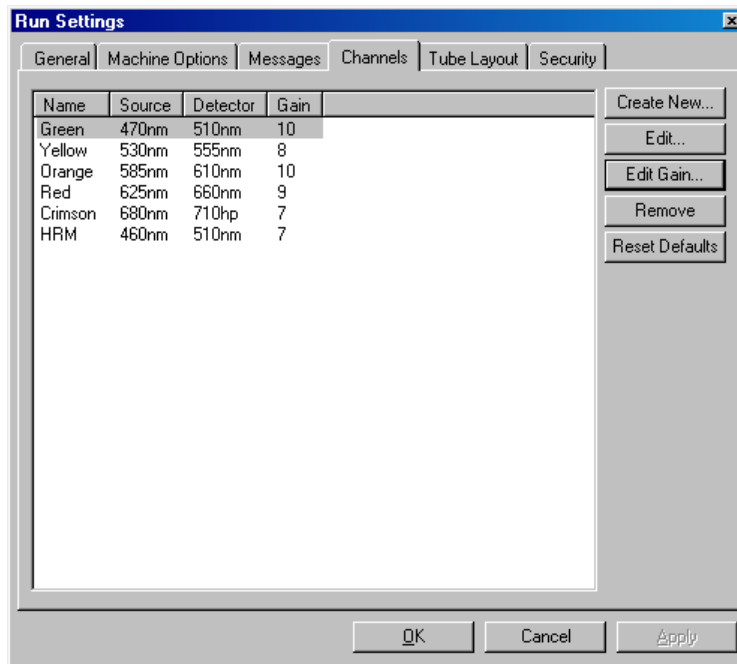 Run Settings
General Machine Options Messages Channels Tube Layout Security
Name Source Detector Gain
Green 470nm 510nm 10
Yellow 530nm 555nm 8
Orange 585nm 610nm 10
Red 625nm 660nm 9
Crimson 680nm 710hp 7
HRM 460nm 510nm 7
Create New...
Edit...
Edit Gain...
Remove
Reset Defaults
OK Cancel Apply